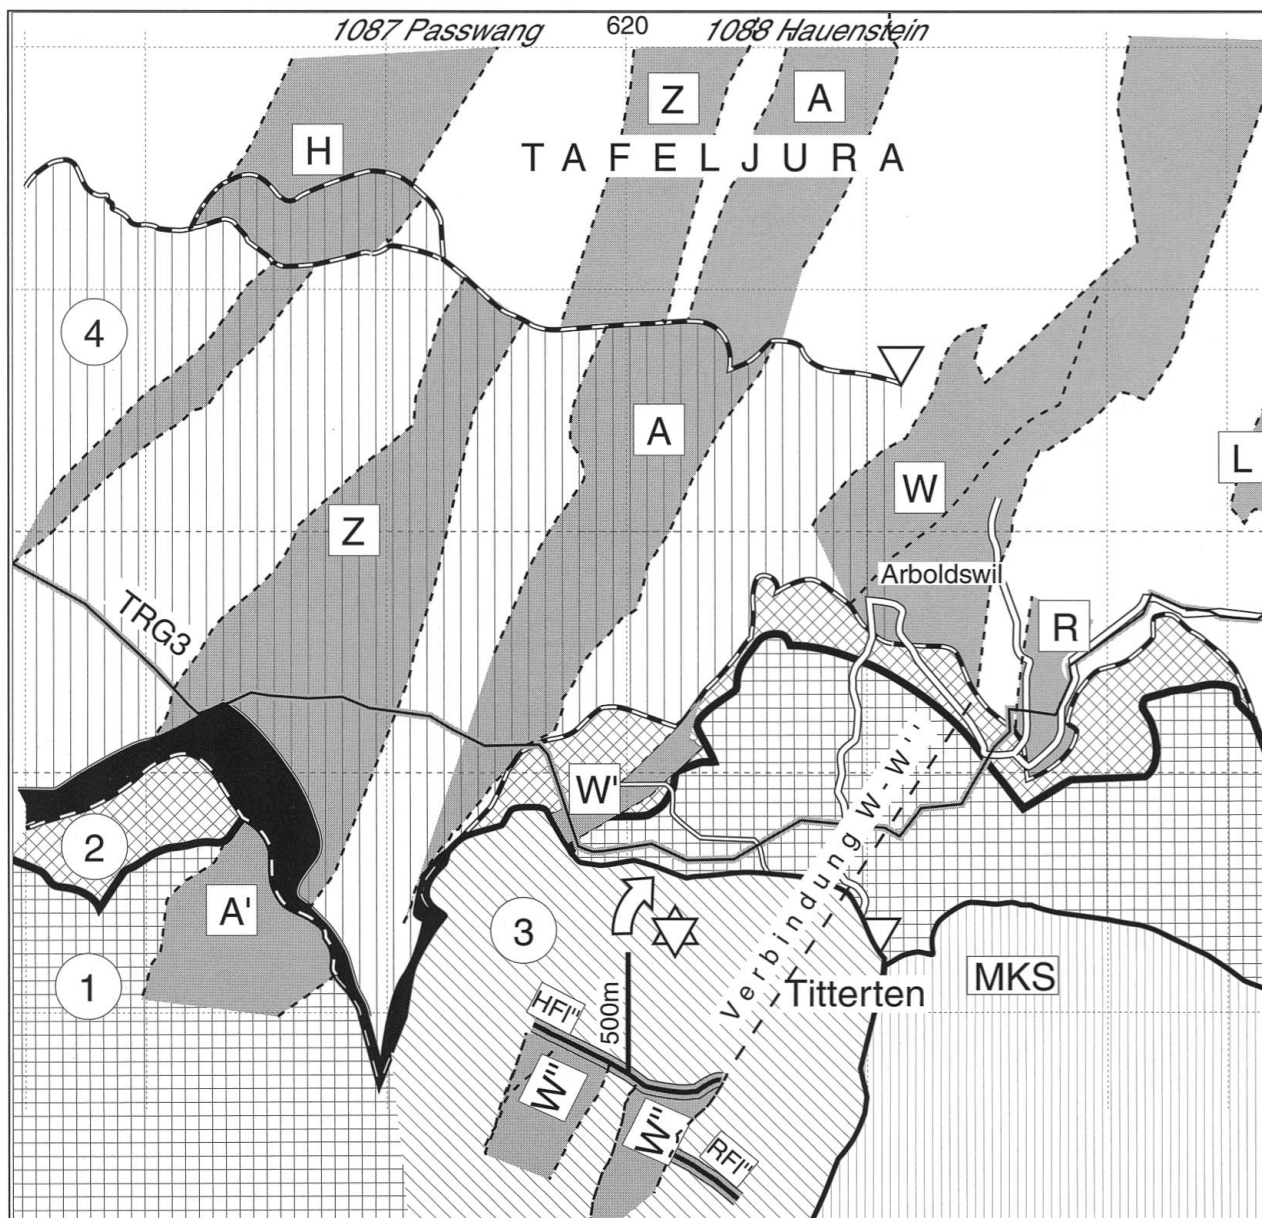 1087 Passwang
620
1088 Hauenstein
Z
A
H
TAFELJURA
4
A
L
W
Z
Arboldswil
TRG3
R
W'
2
A'
3
1
Verbindung W-W''
MKS
Titterten
HFl"
500m
W"
W"
RFl"